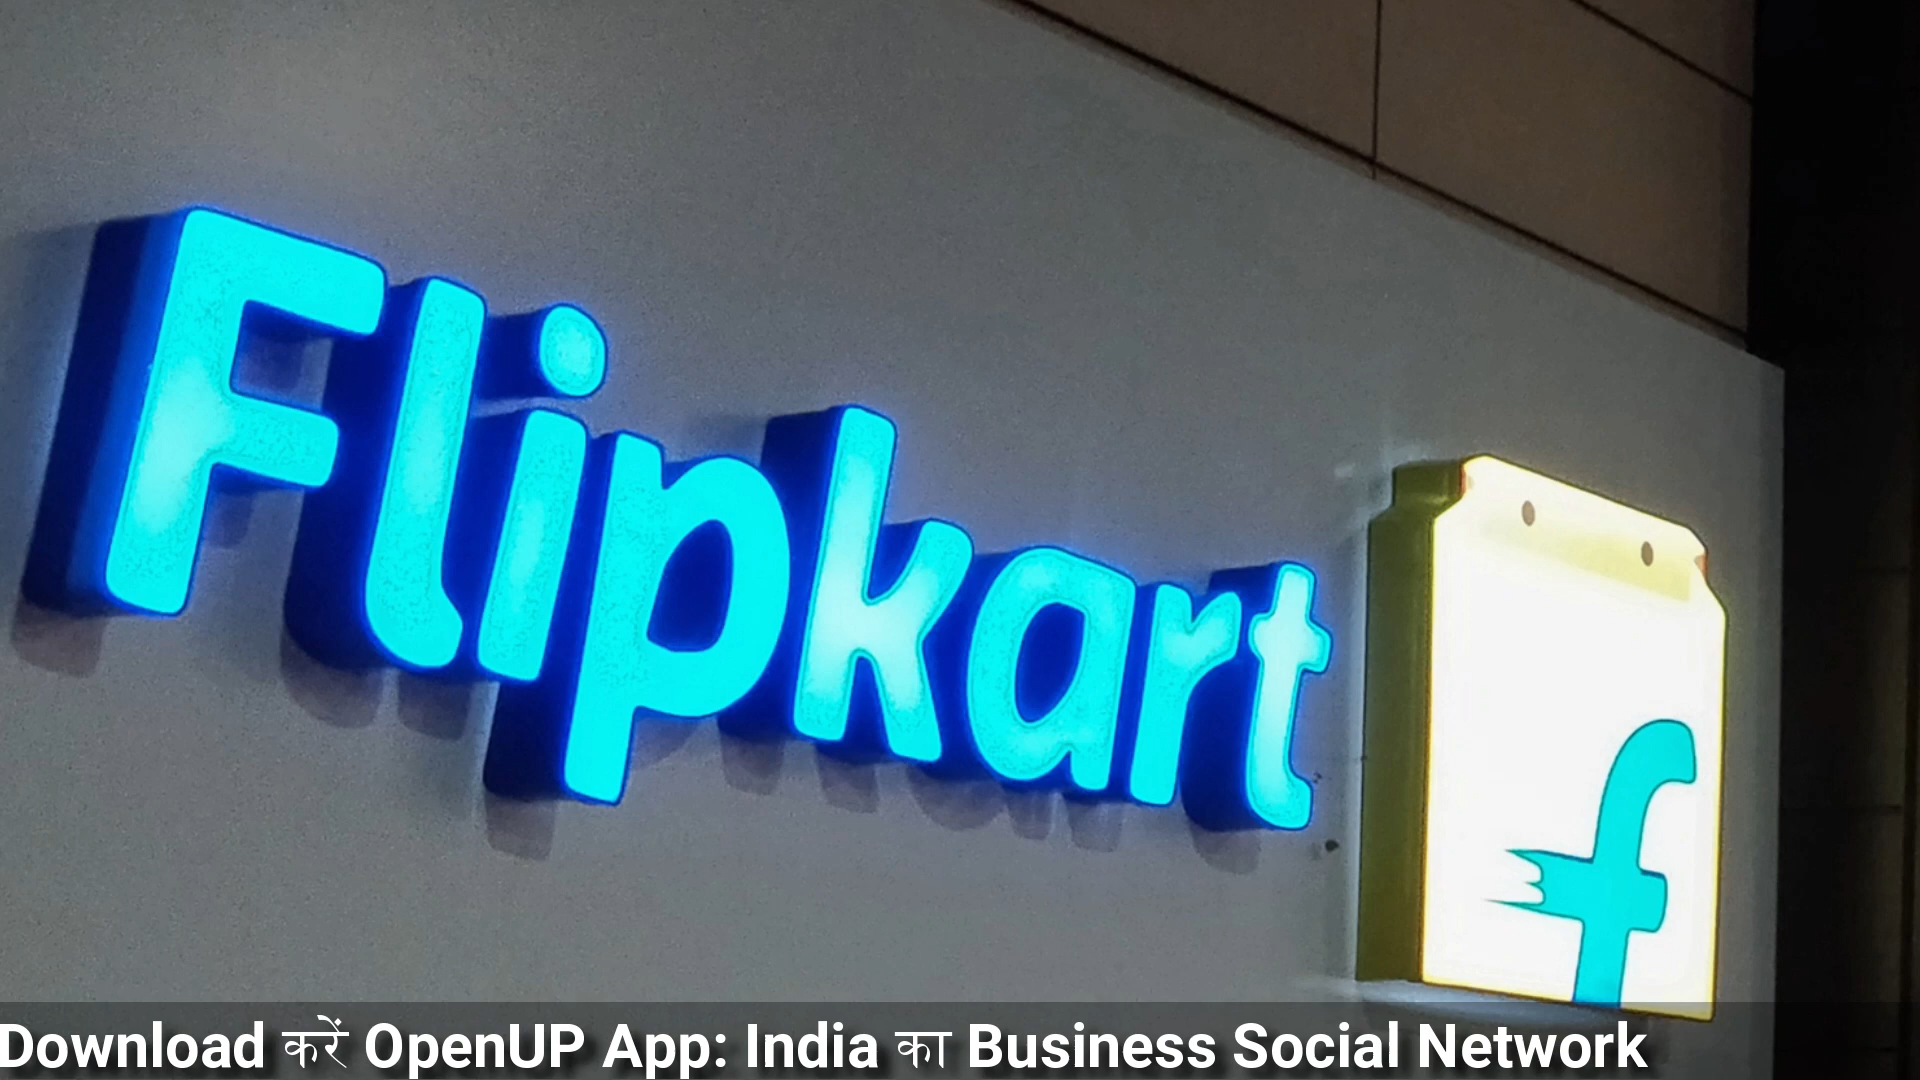 Flipkart
f
Download करें OpenUP App: India का Business Social Network